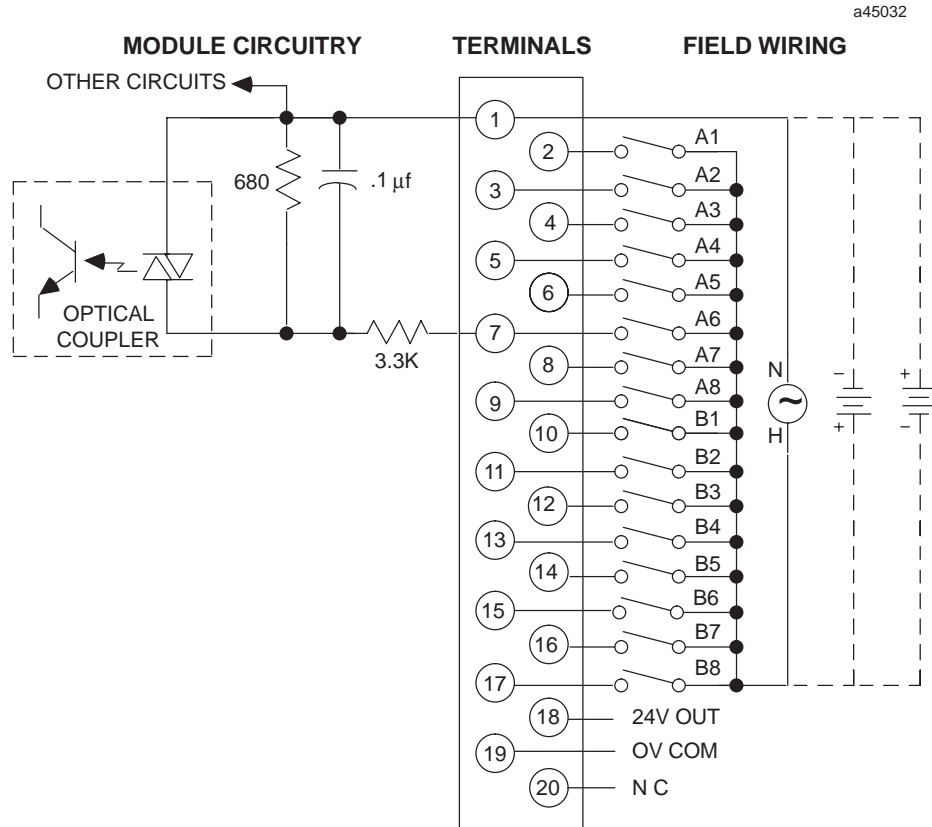 a45032
MODULE CIRCUITRY TERMINALS FIELD WIRING
OTHER CIRCUITS
1
2 A1
680 .1 µf
3 A2
4 A3
5 A4
6 A5
OPTICAL
COUPLER
3.3K
7 A6
8 A7
9 A8
10 B1
N
~
H
− +
+ −
11 B2
12 B3
13 B4
14 B5
15 B6
16 B7
17 B8
18 24V OUT
19 OV COM
20 N C